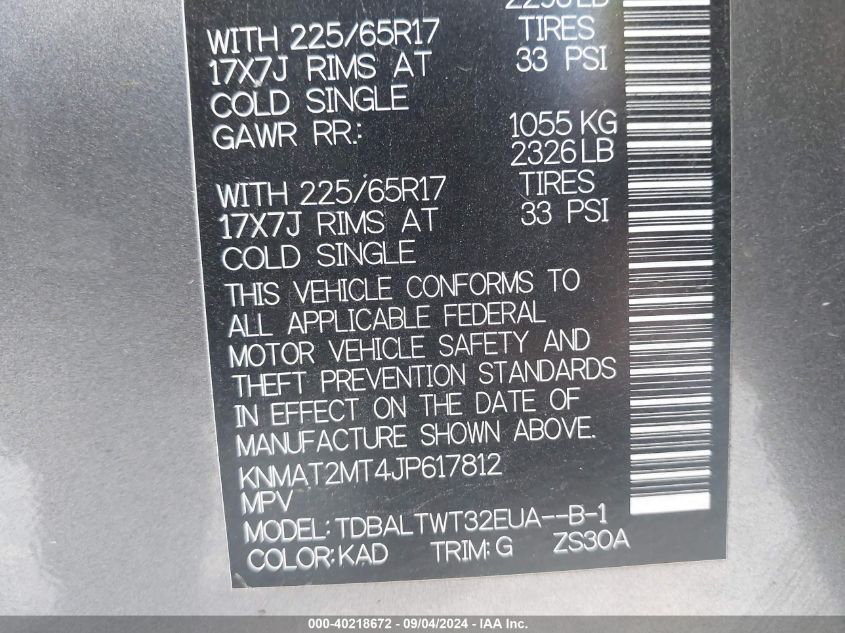 2293 LB
WITH 225/65R17 TIRES
17X7J RIMS AT 33 PSI
COLD SINGLE
GAWR RR.: 1055 KG
2326 LB
WITH 225/65R17 TIRES
17X7J RIMS AT 33 PSI
COLD SINGLE
THIS VEHICLE CONFORMS TO
ALL APPLICABLE FEDERAL
MOTOR VEHICLE SAFETY AND
THEFT PREVENTION STANDARDS
IN EFFECT ON THE DATE OF
MANUFACTURE SHOWN ABOVE.
KNMAT2MT4JP617812
MPV
MODEL: TDBALTWT32EUA--B-1
COLOR: KAD TRIM: G ZS30A
000-40218672 - 09/04/2024 - IAA, Inc.